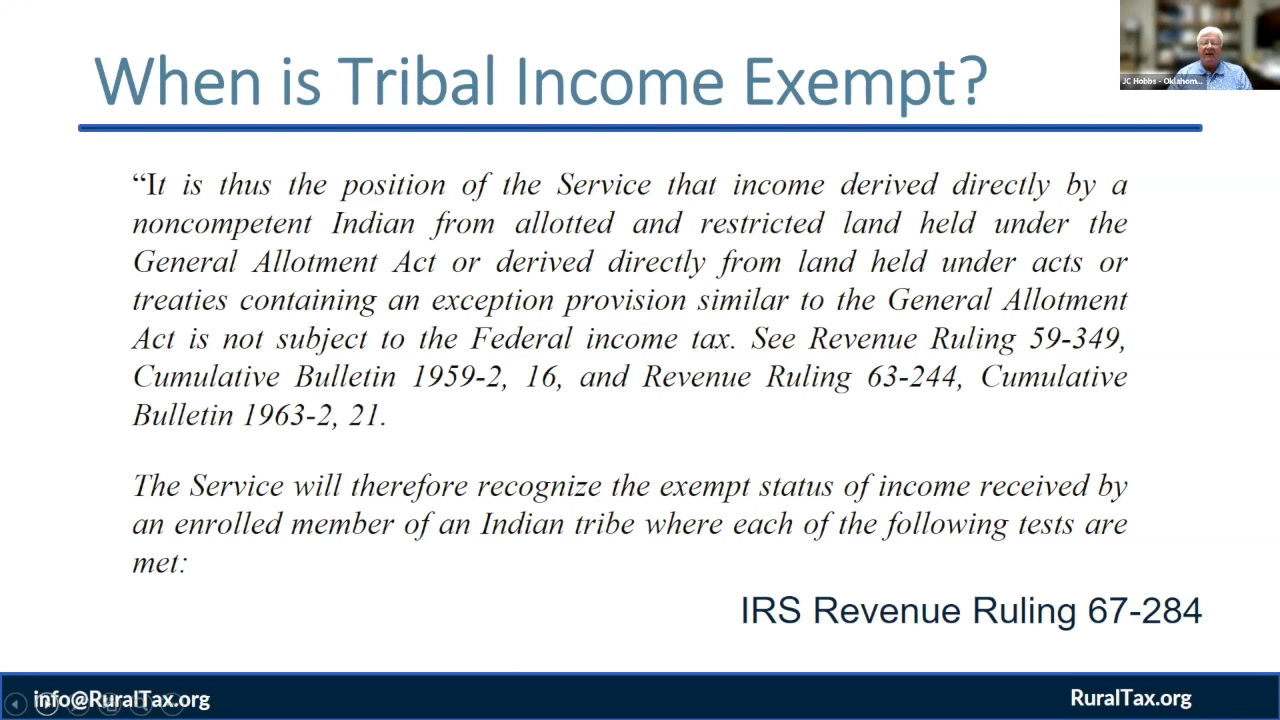 When is Tribal Income Exempt?
JC Hobbs - Oklahom...
“It is thus the position of the Service that income derived directly by a
noncompetent Indian from allotted and restricted land held under the
General Allotment Act or derived directly from land held under acts or
treaties containing an exception provision similar to the General Allotment
Act is not subject to the Federal income tax. See Revenue Ruling 59-349,
Cumulative Bulletin 1959-2, 16, and Revenue Ruling 63-244, Cumulative
Bulletin 1963-2, 21.
The Service will therefore recognize the exempt status of income received by
an enrolled member of an Indian tribe where each of the following tests are
met:
IRS Revenue Ruling 67-284
info@RuralTax.org
RuralTax.org